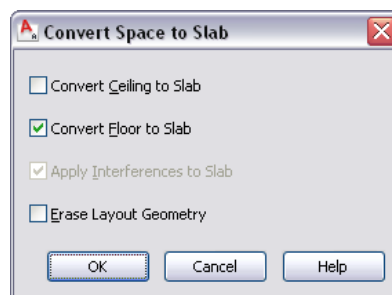 Convert Space to Slab
Convert Ceiling to Slab
Convert Floor to Slab
Apply Interferences to Slab
Erase Layout Geometry
OK Cancel Help